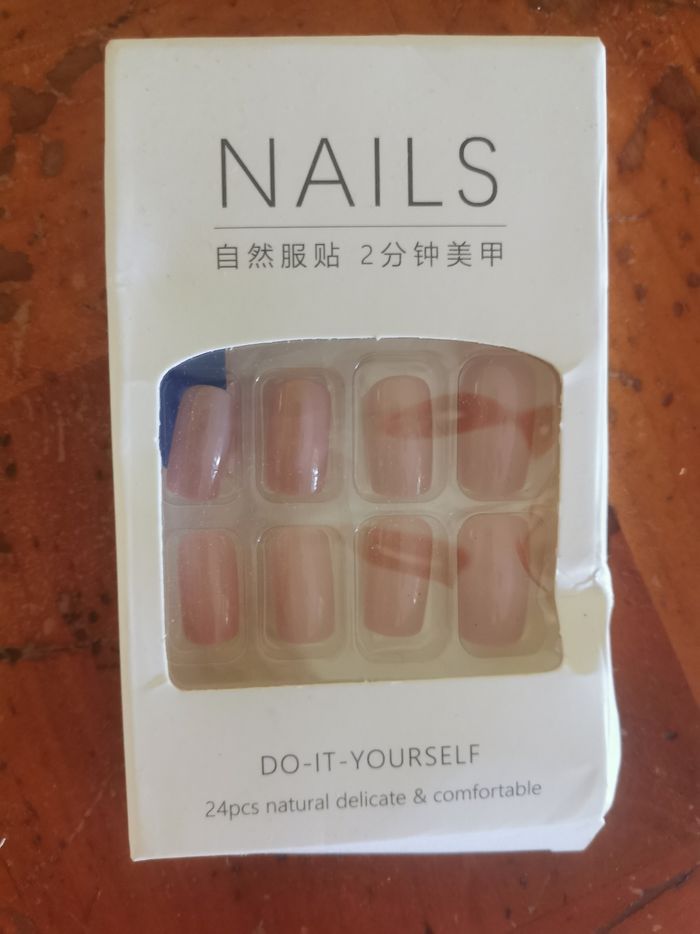 NAILS
自然服贴 2分钟美甲
DO-IT-YOURSELF
24pcs natural delicate & comfortable